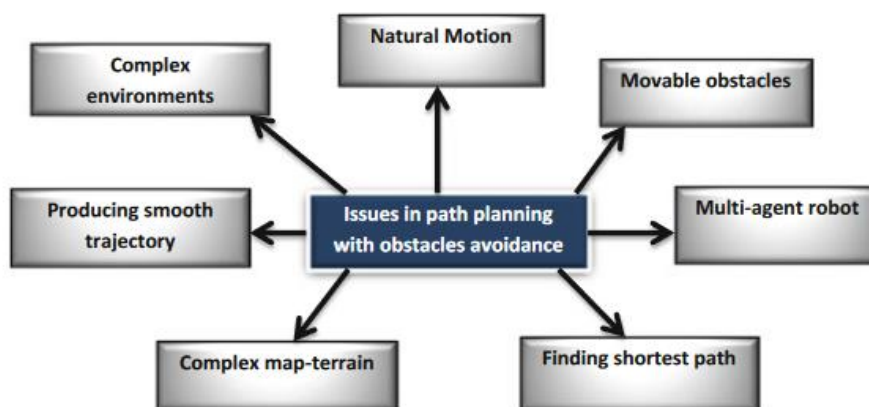 Natural Motion
Complex
environments
Movable obstacles
Producing smooth
trajectory
Issues in path planning
with obstacles avoidance
Multi-agent robot
Complex map-terrain
Finding shortest path